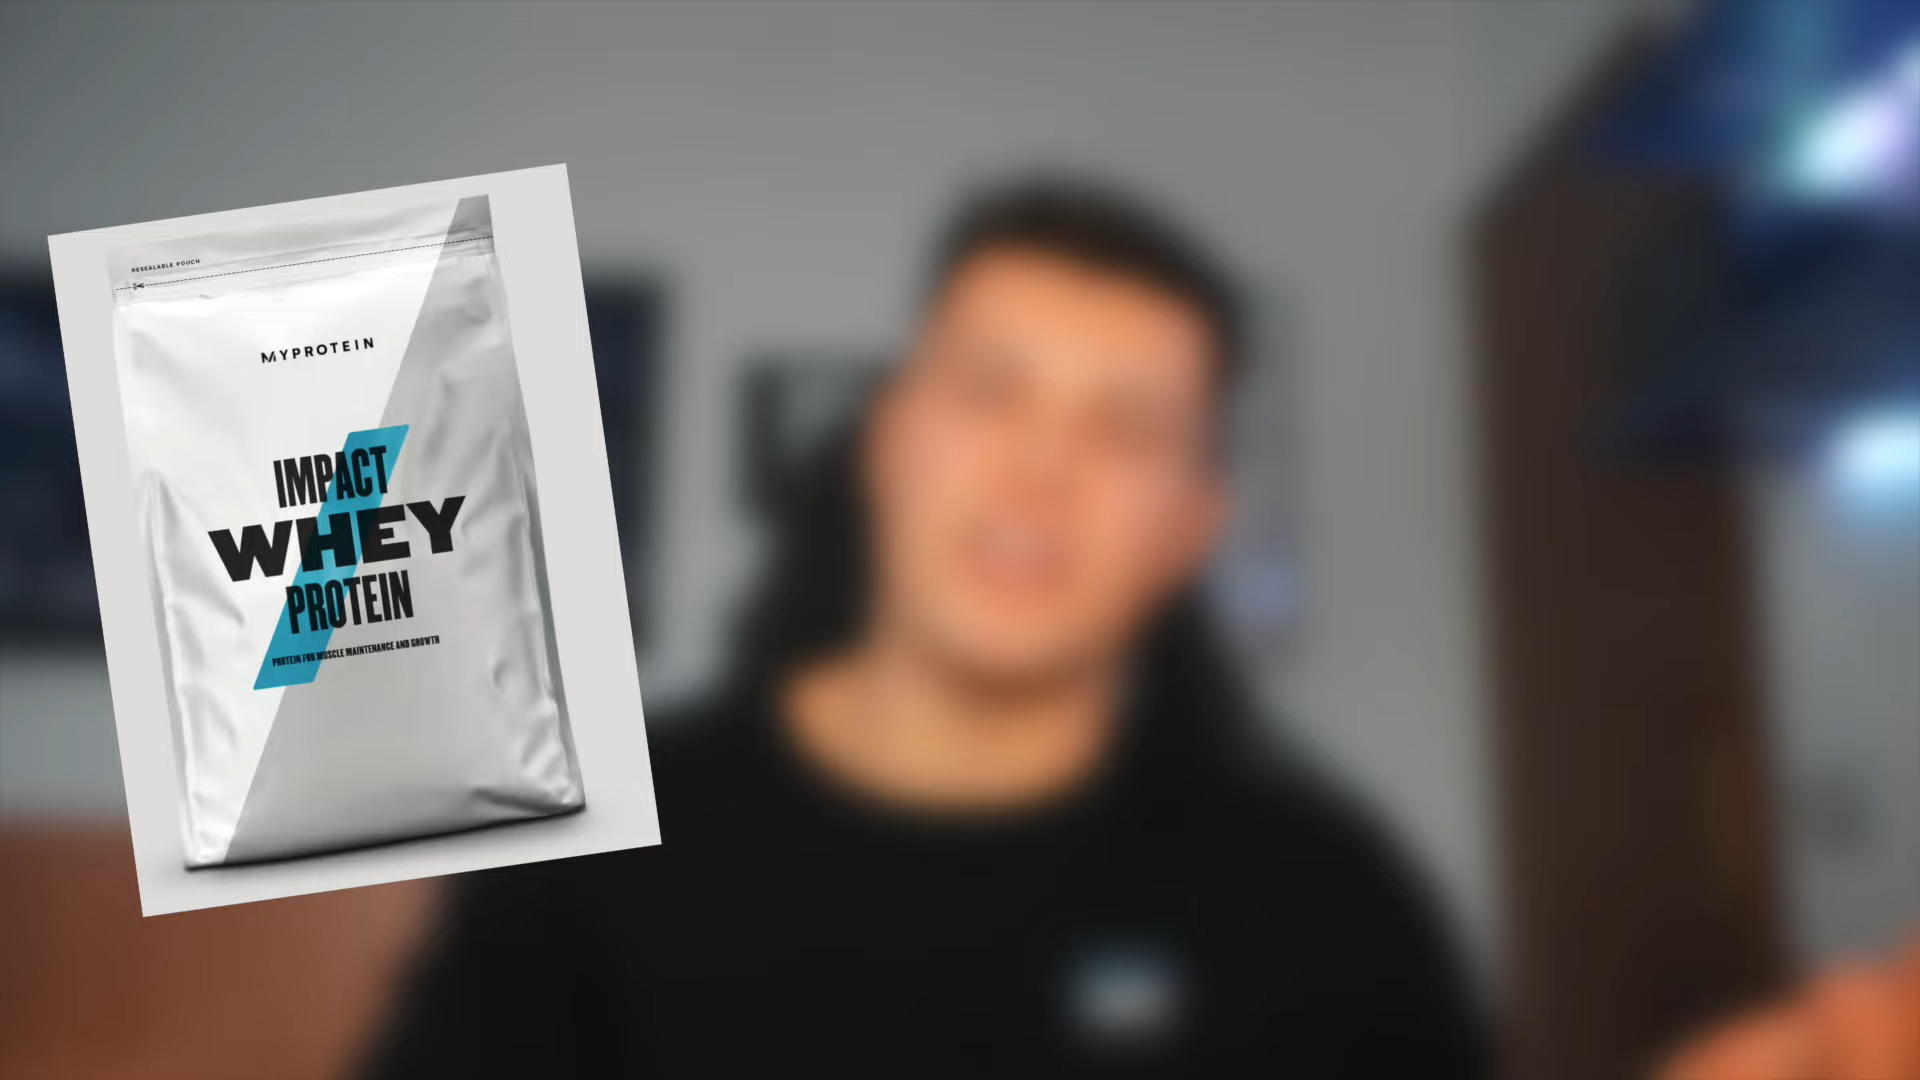 RESEALABLE POUCH
MYPROTEIN
IMPACT
WHEY
PROTEIN
PROTEIN FOR MUSCLE MAINTENANCE AND GROWTH